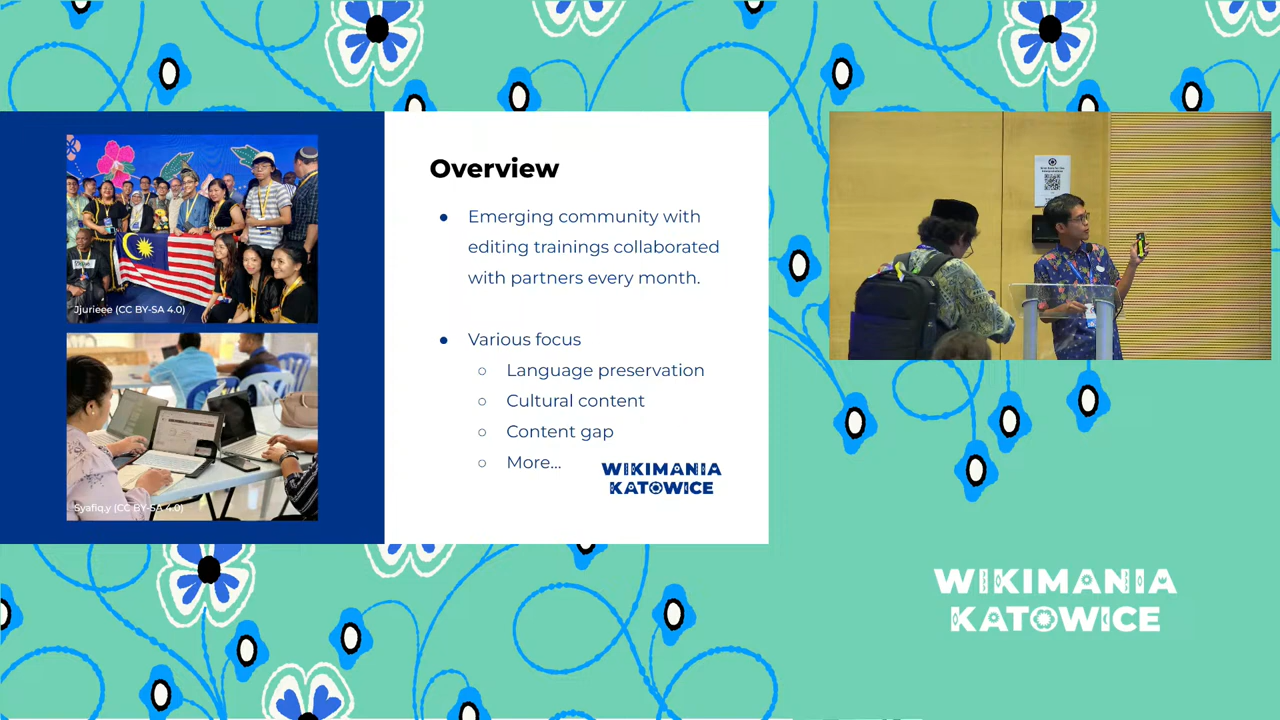 Overview
● Emerging community with
editing trainings collaborated
with partners every month.
● Various focus
○ Language preservation
○ Cultural content
○ Content gap
○ More...
Jjurieee (CC BY-SA 4.0)
Syafiq.y (CC BY-SA 4.0)
WIKIMANIA
KATOWICE
WIKIMANIA
KATOWICE